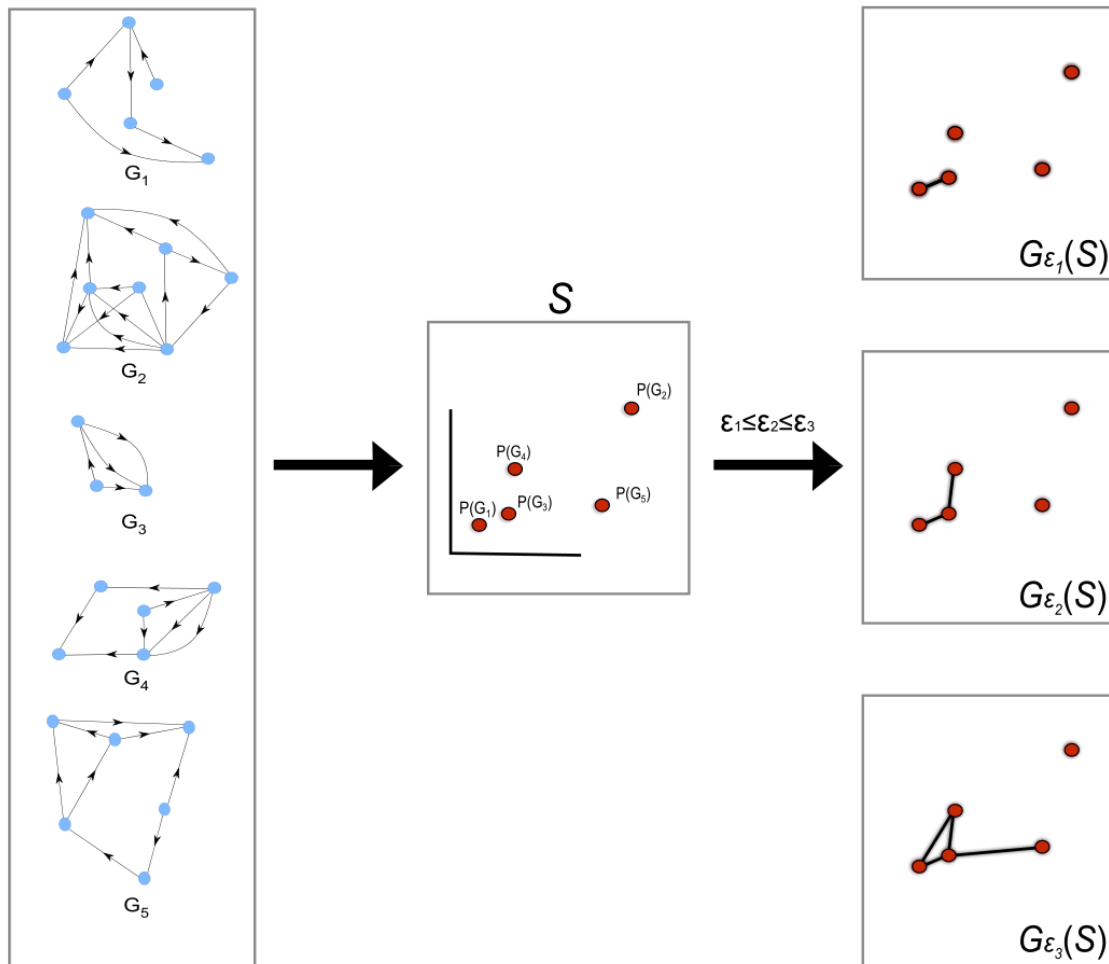 G₁
G₂
G₃
G₄
G₅
S
P(G₂)
P(G₄)
P(G₁)
P(G₃)
P(G₅)
ε₁≤ε₂≤ε₃
Gε₁(S)
Gε₂(S)
Gε₃(S)